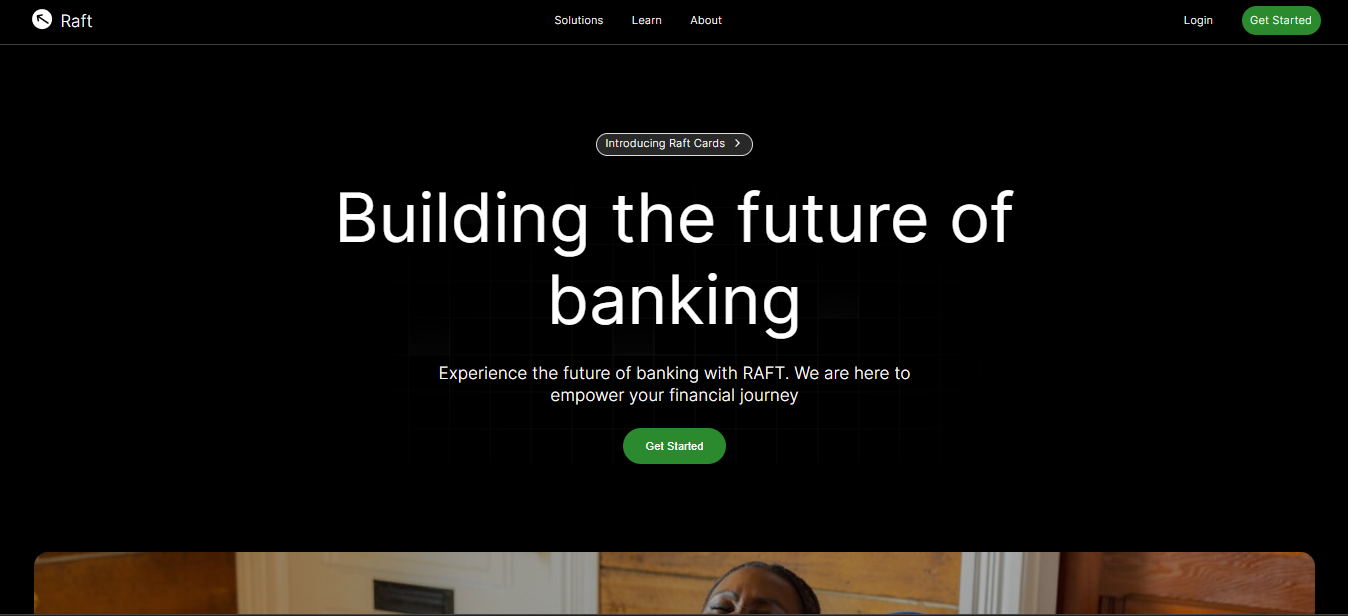 Raft
Solutions
Learn
About
Login
Get Started
Introducing Raft Cards
Building the future of
banking
Experience the future of banking with RAFT. We are here to
empower your financial journey
Get Started